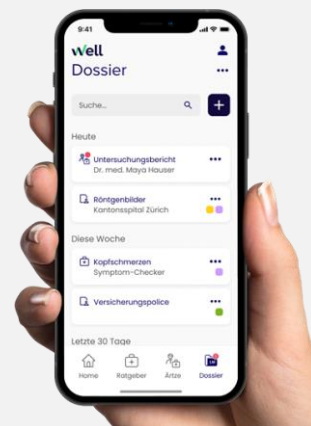 9:41
well
Dossier
Suche...
Heute
Untersuchungsbericht
Dr. med. Maya Hauser
Röntgenbilder
Kantonsspital Zürich
Diese Woche
Kopfschmerzen
Symptom-Checker
Versicherungspolice
Letzte 30 Tage
Home
Ratgeber
Ärtze
Dossier